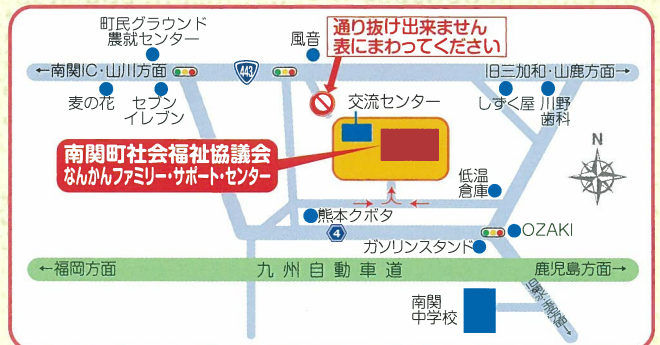 町民グラウンド
農就センター
風音
通り抜け出来ません
表にまわってください
←南関IC・山川方面
443
旧三加和・山鹿方面→
麦の花
セブン
イレブン
交流センター
しずく屋
川野
歯科
南関町社会福祉協議会
なんかんファミリー・サポート・センター
N
低温
倉庫
熊本クボタ
4
OZAKI
ガソリンスタンド
←福岡方面
九州自動車道
鹿児島方面→
南関
中学校